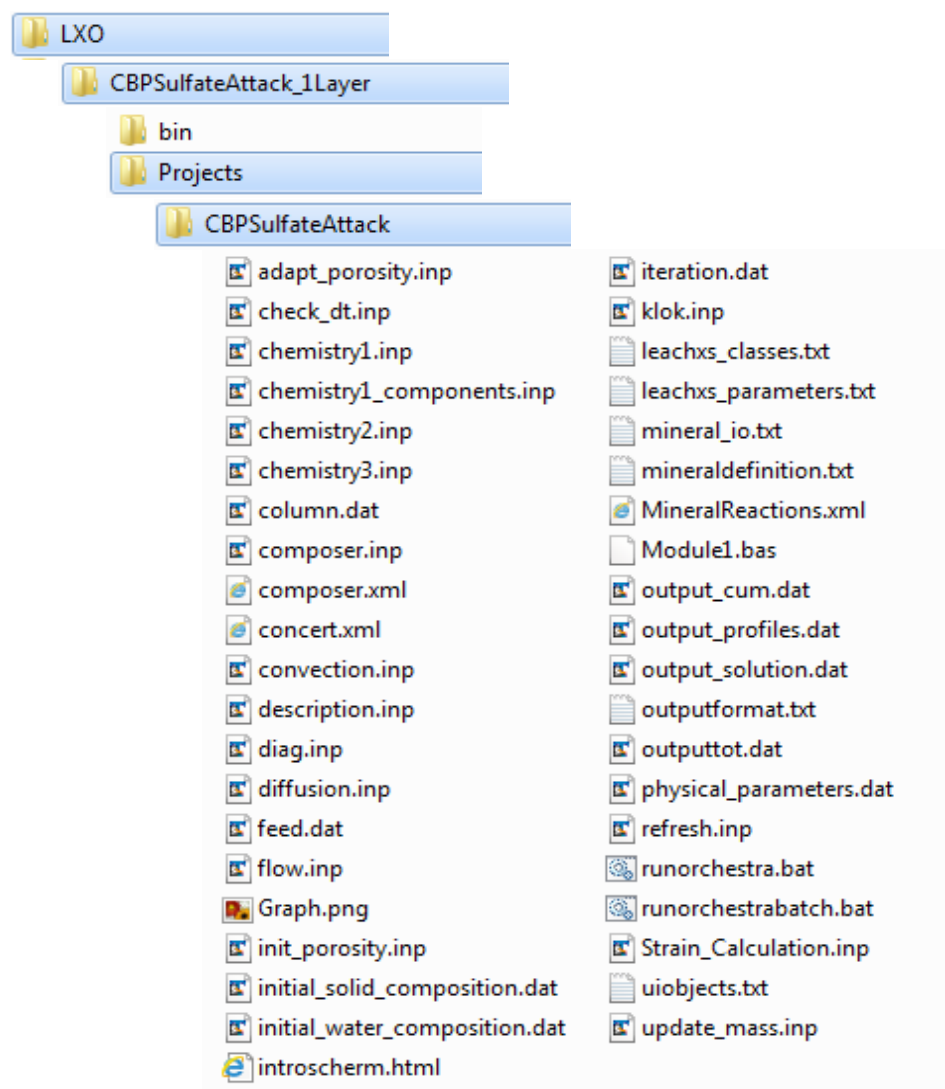 LXO
CBPSulfateAttack_1Layer
bin
Projects
CBPSulfateAttack
adapt_porosity.inp
check_dt.inp
chemistry1.inp
chemistry1_components.inp
chemistry2.inp
chemistry3.inp
column.dat
composer.inp
composer.xml
concert.xml
convection.inp
description.inp
diag.inp
diffusion.inp
feed.dat
flow.inp
Graph.png
init_porosity.inp
initial_solid_composition.dat
initial_water_composition.dat
introscherm.html
iteration.dat
klok.inp
leachxs_classes.txt
leachxs_parameters.txt
mineral_io.txt
mineraldefinition.txt
MineralReactions.xml
Module1.bas
output_cum.dat
output_profiles.dat
output_solution.dat
outputformat.txt
outputtot.dat
physical_parameters.dat
refresh.inp
runorchestra.bat
runorchestrabatch.bat
Strain_Calculation.inp
uiobjects.txt
update_mass.inp